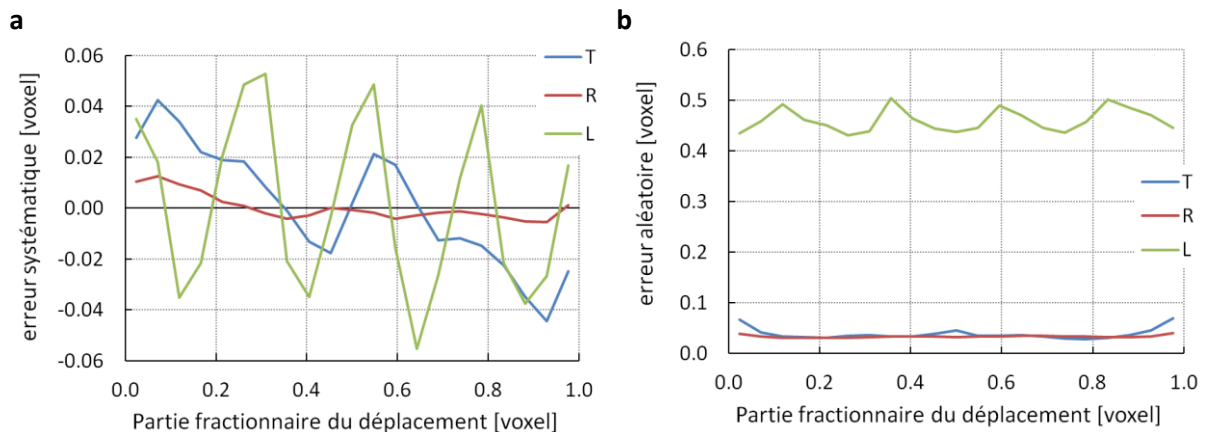 a
0.06
0.04
0.02
0.00
-0.02
-0.04
-0.06
erreur systématique [voxel]
T
R
L
0.0
0.2
0.4
0.6
0.8
1.0
Partie fractionnaire du déplacement [voxel]
b
0.6
0.5
0.4
0.3
0.2
0.1
0.0
erreur aléatoire [voxel]
T
R
L
0.0
0.2
0.4
0.6
0.8
1.0
Partie fractionnaire du déplacement [voxel]